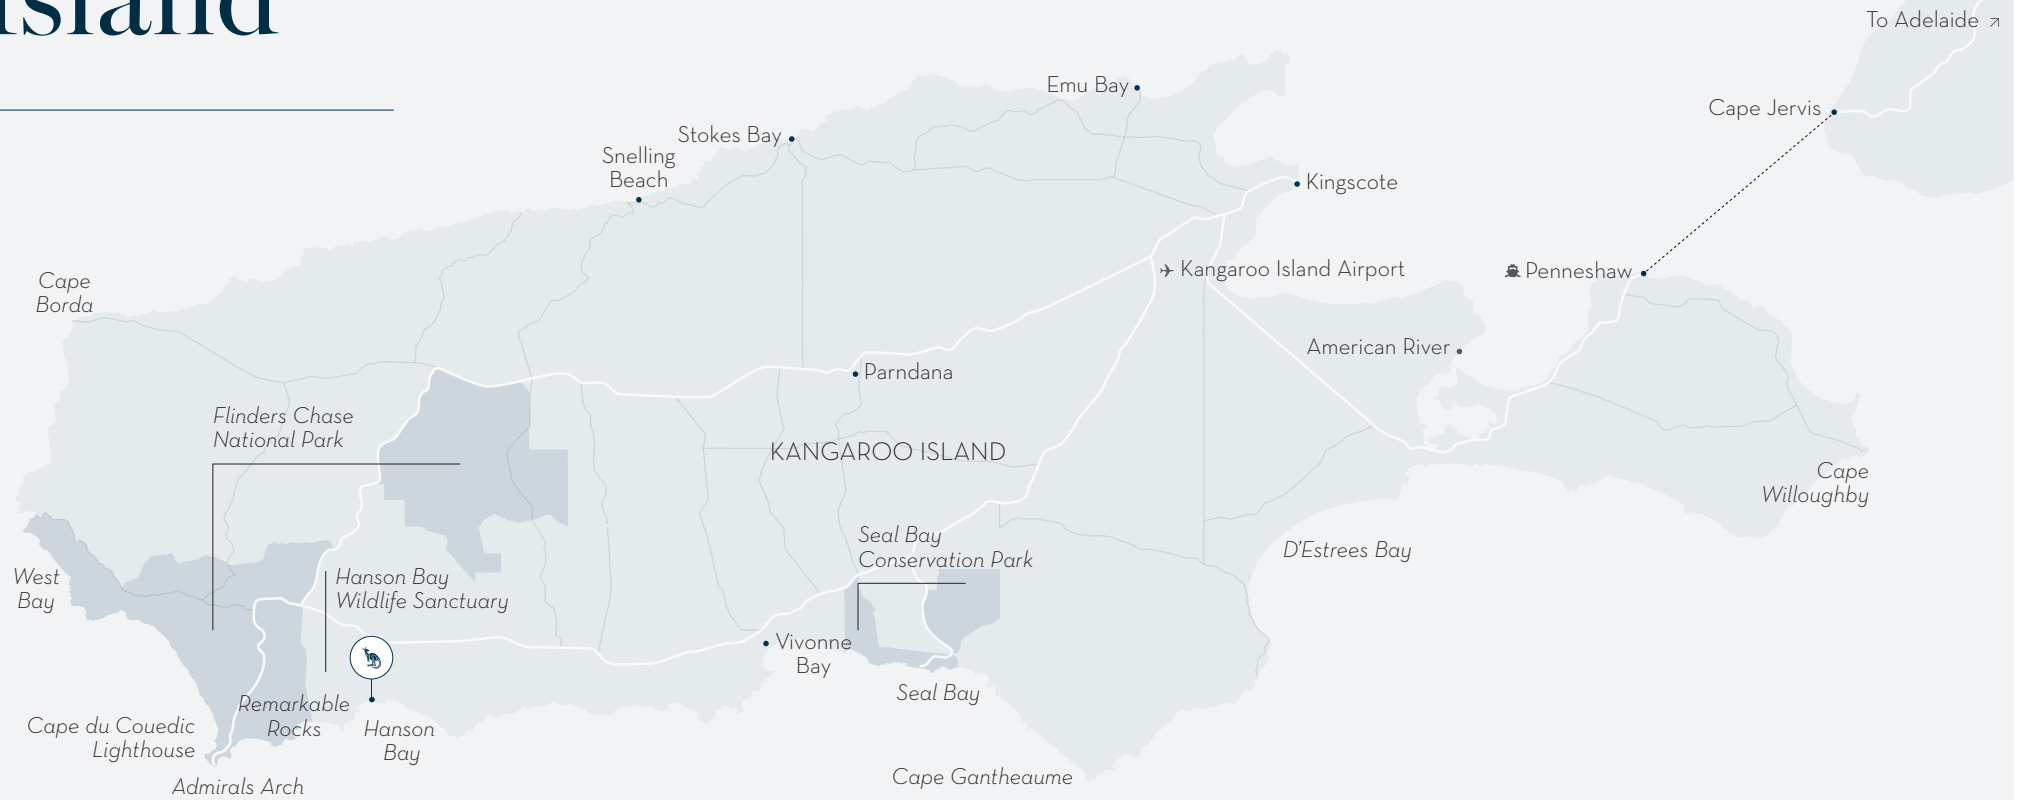 Island
To Adelaide
Emu Bay
Cape Jervis
Stokes Bay
Snelling
Beach
Kingscote
Kangaroo Island Airport
Penneshaw
Cape
Borda
American River
Parndana
Flinders Chase
National Park
KANGAROO ISLAND
Cape
Willoughby
Seal Bay
Conservation Park
D'Estrees Bay
West
Bay
Hanson Bay
Wildlife Sanctuary
Vivonne
Bay
Seal Bay
Remarkable
Rocks
Cape du Couedic
Lighthouse
Hanson
Bay
Cape Gantheaume
Admirals Arch